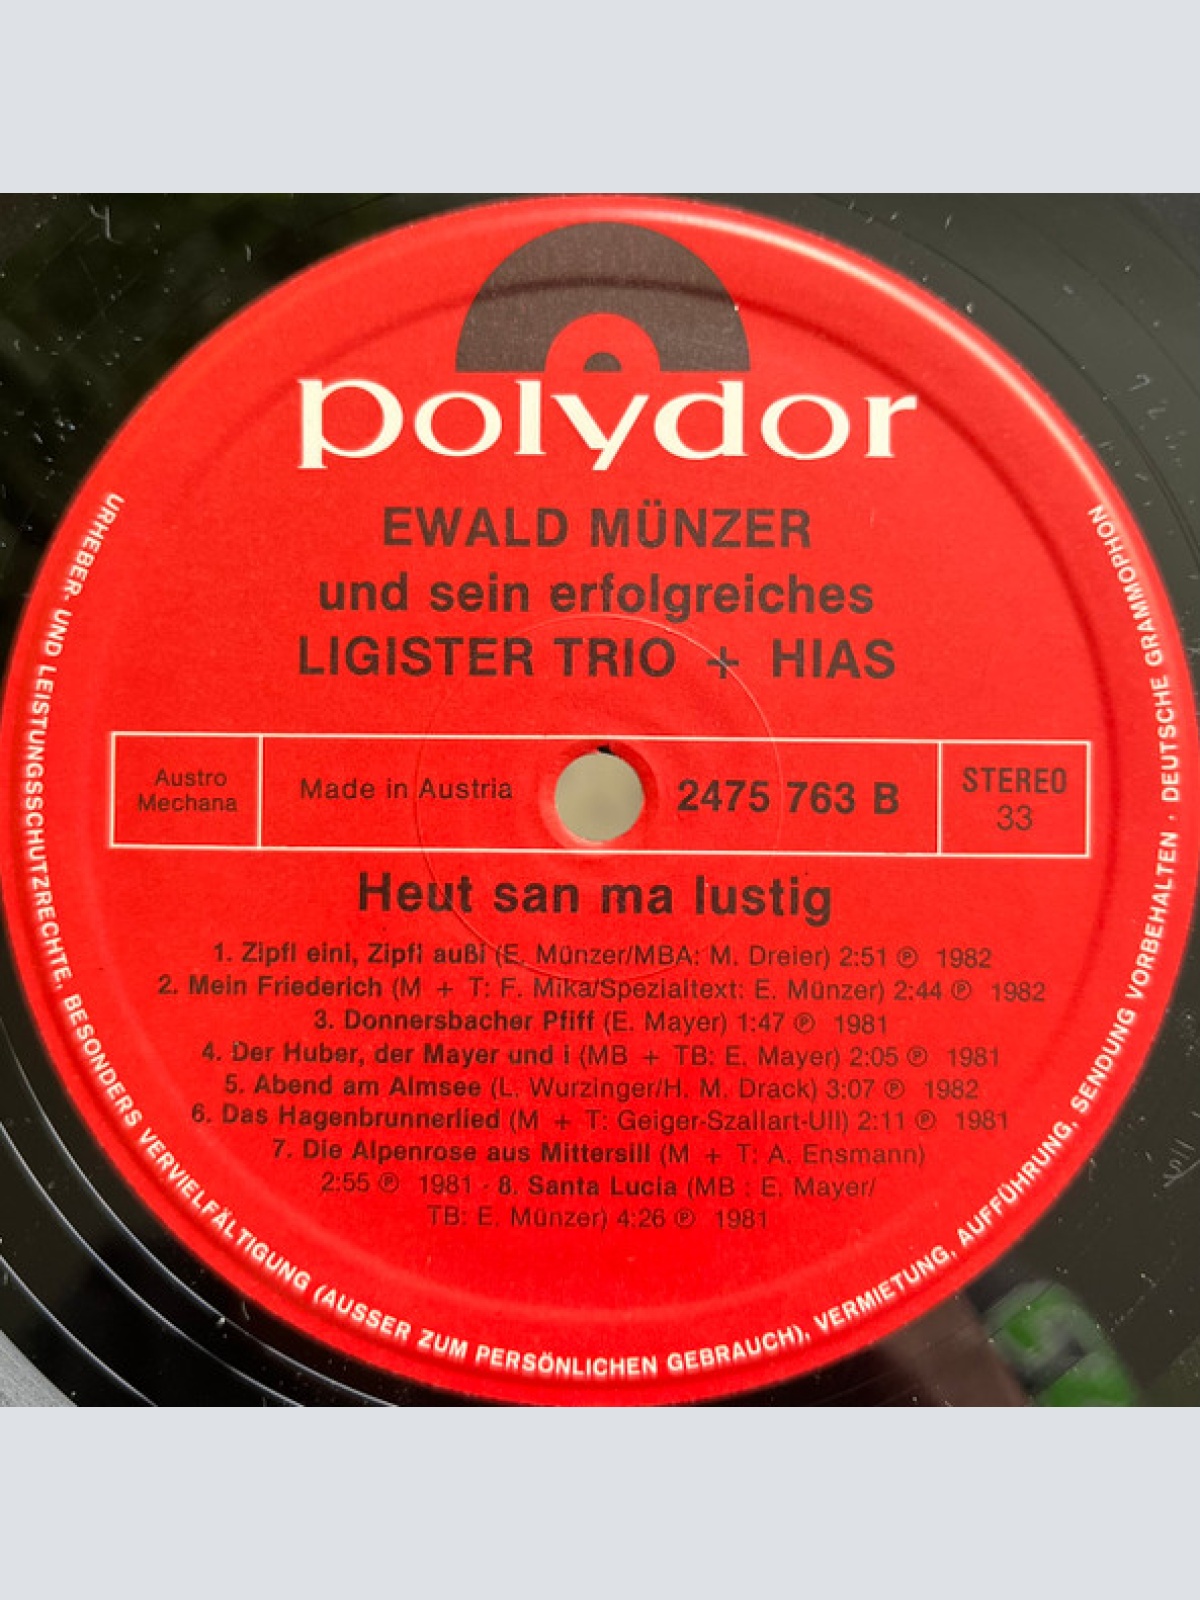 polydor
EWALD MÜNZER
und sein erfolgreiches
LIGISTER TRIO + HIAS
Austro
Mechana
Made in Austria
2475 763 B
STEREO
33
Heut san ma lustig
1. Zipfl eini, Zipfl außi (E. Münzer/MBA: M. Dreier) 2:51 ℗ 1982
2. Mein Friederich (M + T: F. Mika/Spezialtext: E. Münzer) 2:44 ℗ 1982
3. Donnersbacher Pfiff (E. Mayer) 1:47 ℗ 1981
4. Der Huber, der Mayer und i (MB + TB: E. Mayer) 2:05 ℗ 1981
5. Abend am Almsee (L. Wurzinger/H. M. Drack) 3:07 ℗ 1982
6. Das Hagenbrunnerlied (M + T: Geiger-Szallart-Ull) 2:11 ℗ 1981
7. Die Alpenrose aus Mittersill (M + T: A. Ensmann)
2:55 ℗ 1981 - 8. Santa Lucia (MB : E. Mayer/
TB: E. Münzer) 4:26 ℗ 1981
URHEBER- UND LEISTUNGSSCHUTZRECHTE, BESONDERS VERVIELFÄLTIGUNG (AUSSER ZUM PERSÖNLICHEN GEBRAUCH), VERMIETUNG, AUFFÜHRUNG, SENDUNG VORBEHALTEN · DEUTSCHE GRAMMOPHON